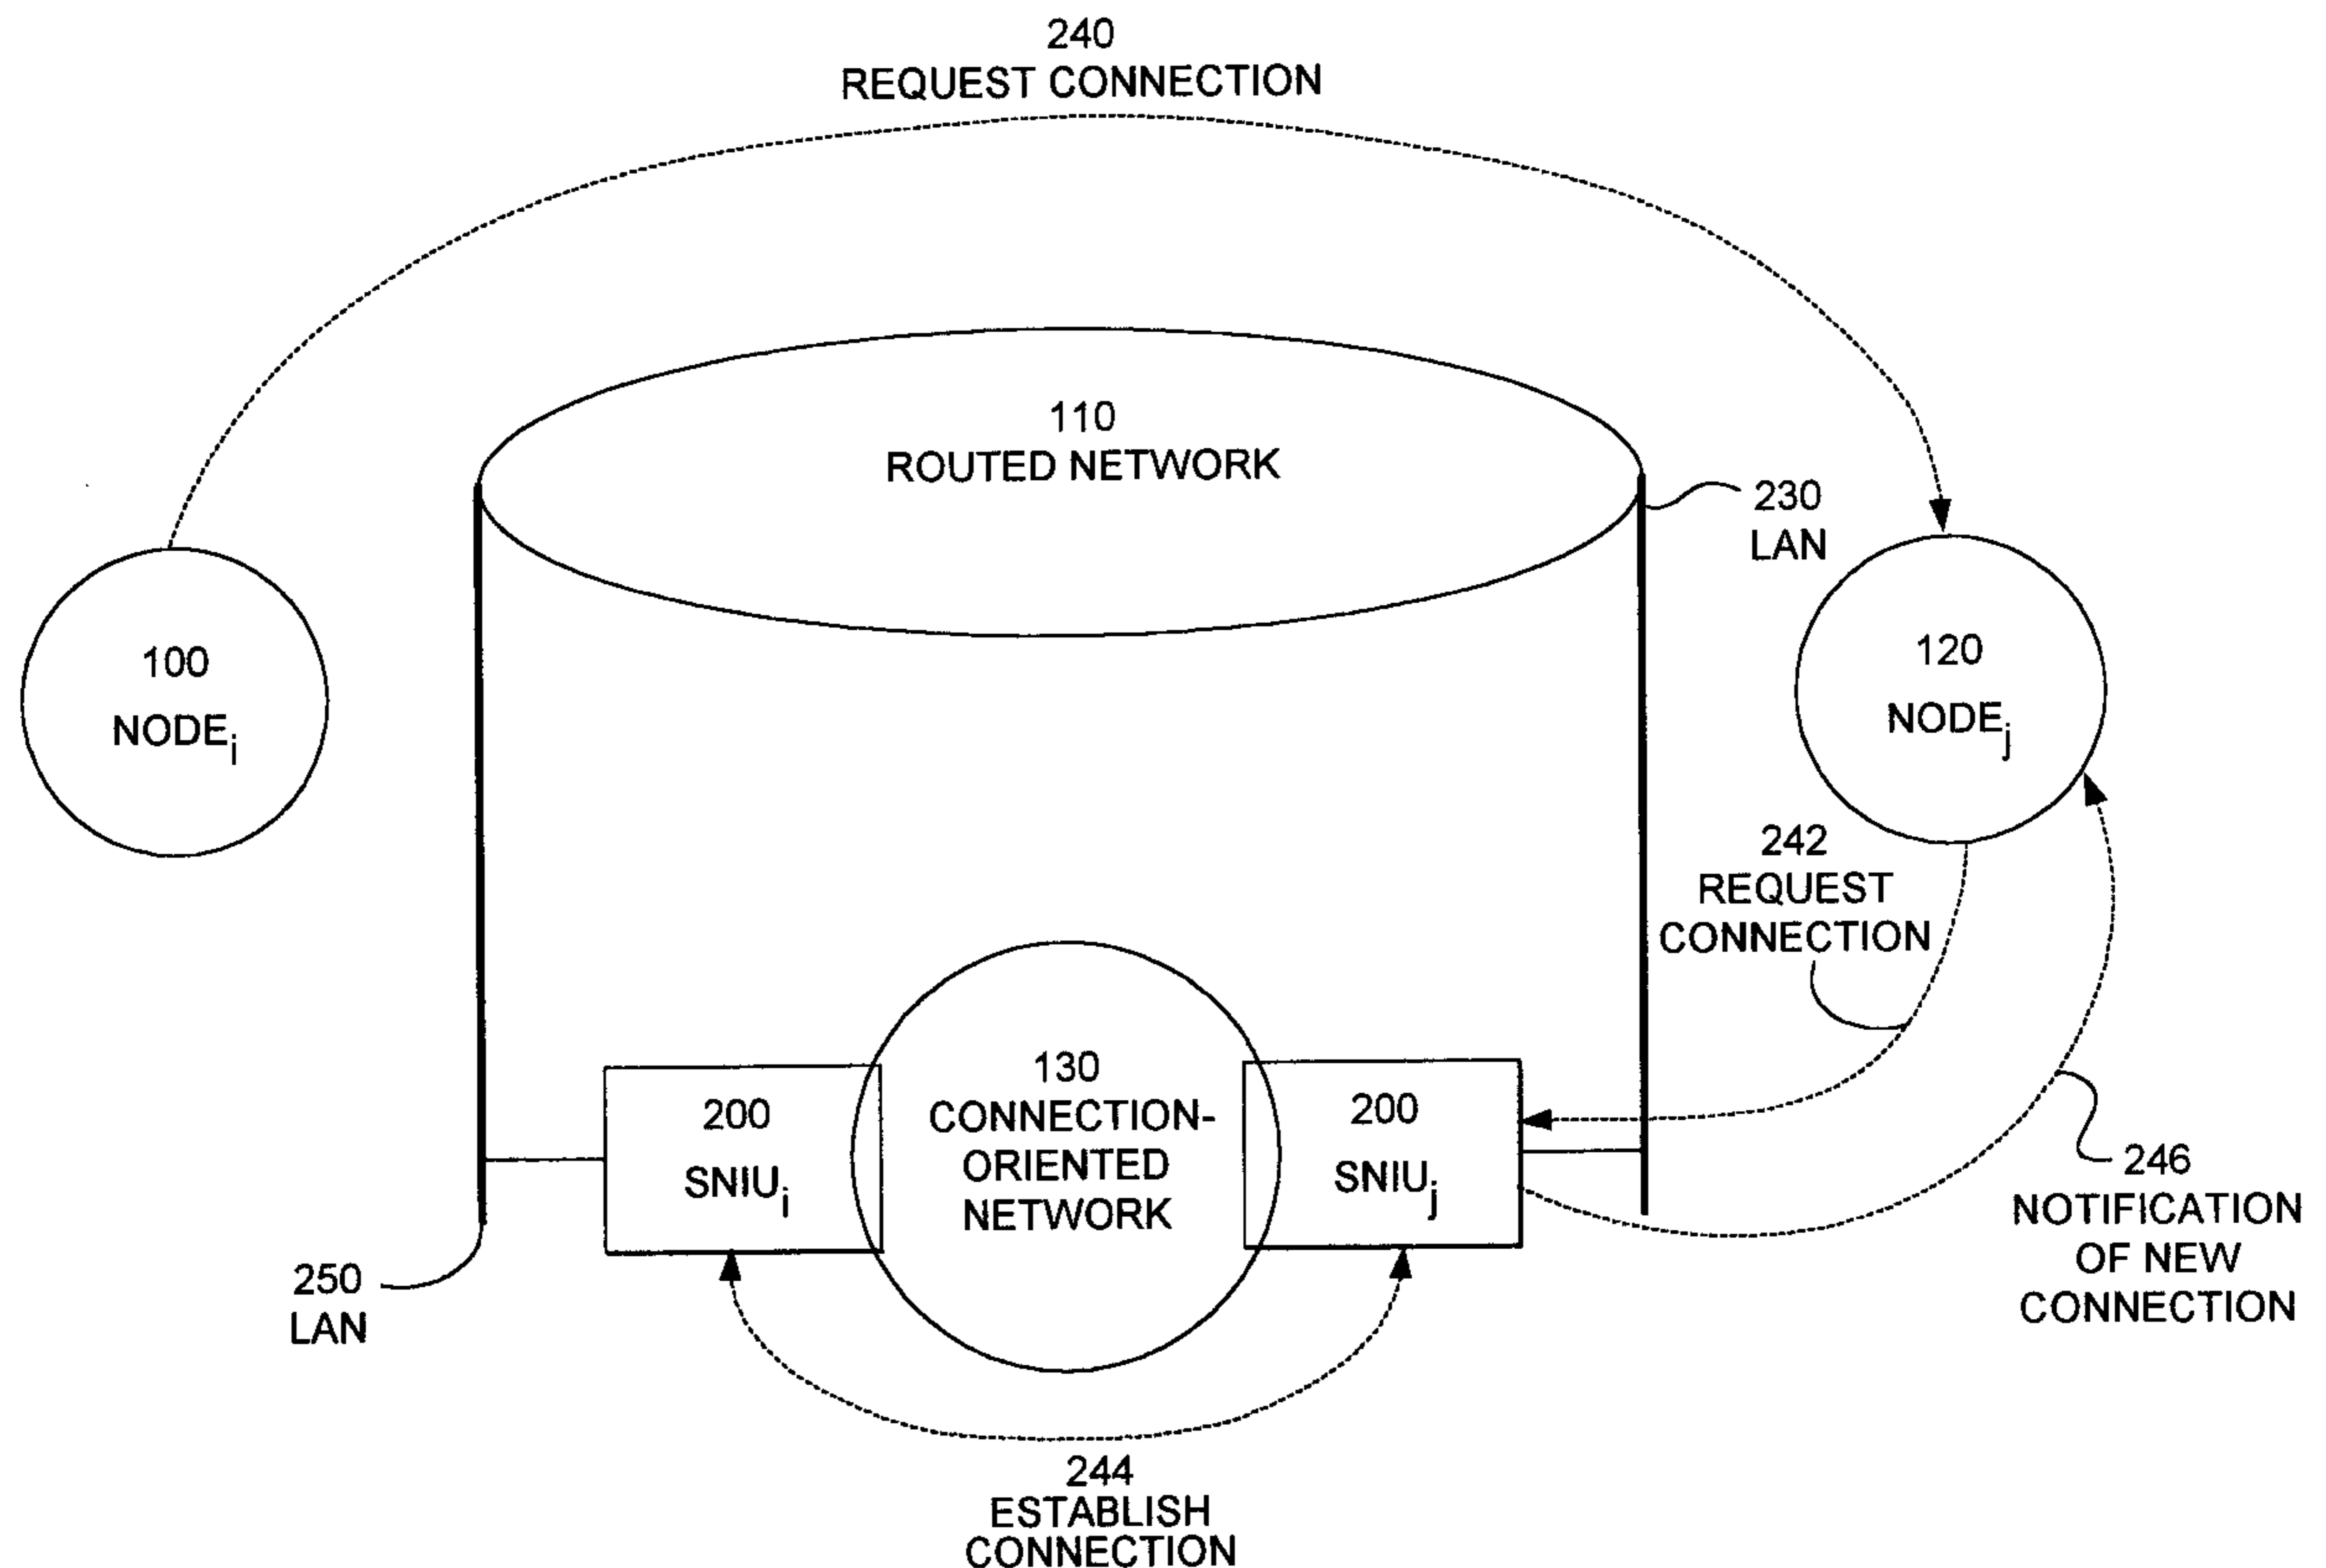 240
REQUEST CONNECTION
110
ROUTED NETWORK
230
LAN
100
NODEi
120
NODEj
242
REQUEST
CONNECTION
130
CONNECTION-
ORIENTED
NETWORK
200
SNIUi
200
SNIUj
246
NOTIFICATION
OF NEW
CONNECTION
250
LAN
244
ESTABLISH
CONNECTION